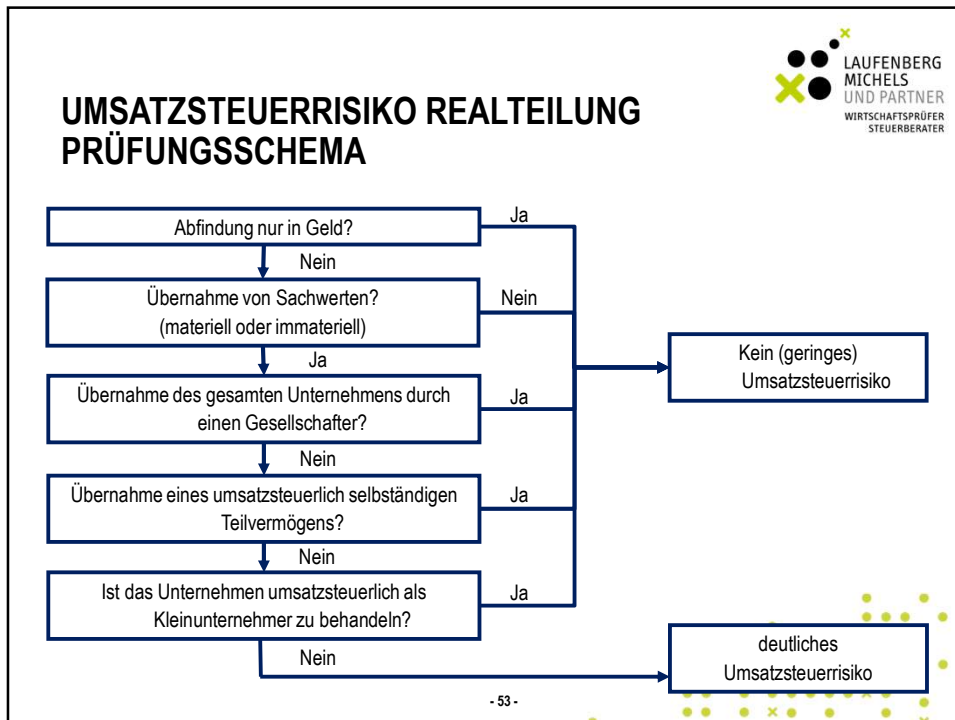 LAUFENBERG
MICHELS
UND PARTNER
WIRTSCHAFTSPRÜFER
STEUERBERATER
UMSATZSTEUERRISIKO REALTEILUNG
PRÜFUNGSSCHEMA
Abfindung nur in Geld?
Ja
Nein
Übernahme von Sachwerten?
(materiell oder immateriell)
Nein
Ja
Kein (geringes)
Umsatzsteuerrisiko
Übernahme des gesamten Unternehmens durch
einen Gesellschafter?
Ja
Nein
Übernahme eines umsatzsteuerlich selbständigen
Teilvermögens?
Ja
Nein
Ist das Unternehmen umsatzsteuerlich als
Kleinunternehmer zu behandeln?
Ja
Nein
deutliches
Umsatzsteuerrisiko
- 53 -